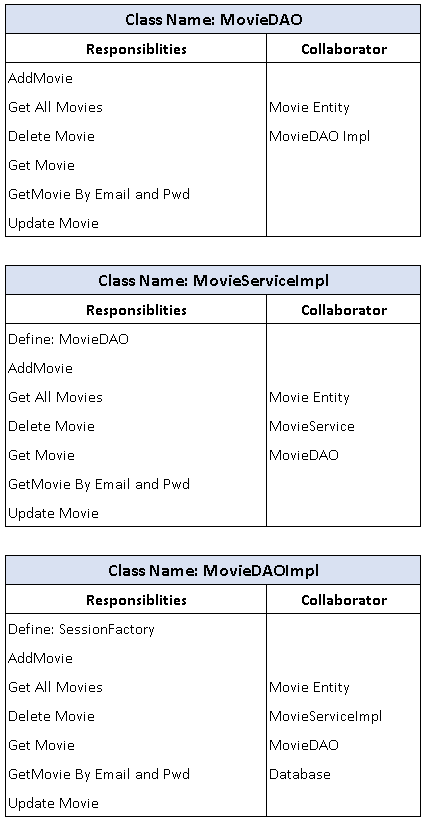 Class Name: MovieDAO
Responsiblities Collaborator
AddMovie
Get All Movies Movie Entity
Delete Movie MovieDAO Impl
Get Movie
GetMovie By Email and Pwd
Update Movie
Class Name: MovieServiceImpl
Responsiblities Collaborator
Define: MovieDAO
AddMovie
Get All Movies Movie Entity
Delete Movie MovieService
Get Movie MovieDAO
GetMovie By Email and Pwd
Update Movie
Class Name: MovieDAOImpl
Responsiblities Collaborator
Define: SessionFactory
AddMovie
Get All Movies Movie Entity
Delete Movie MovieServiceImpl
Get Movie MovieDAO
GetMovie By Email and Pwd Database
Update Movie